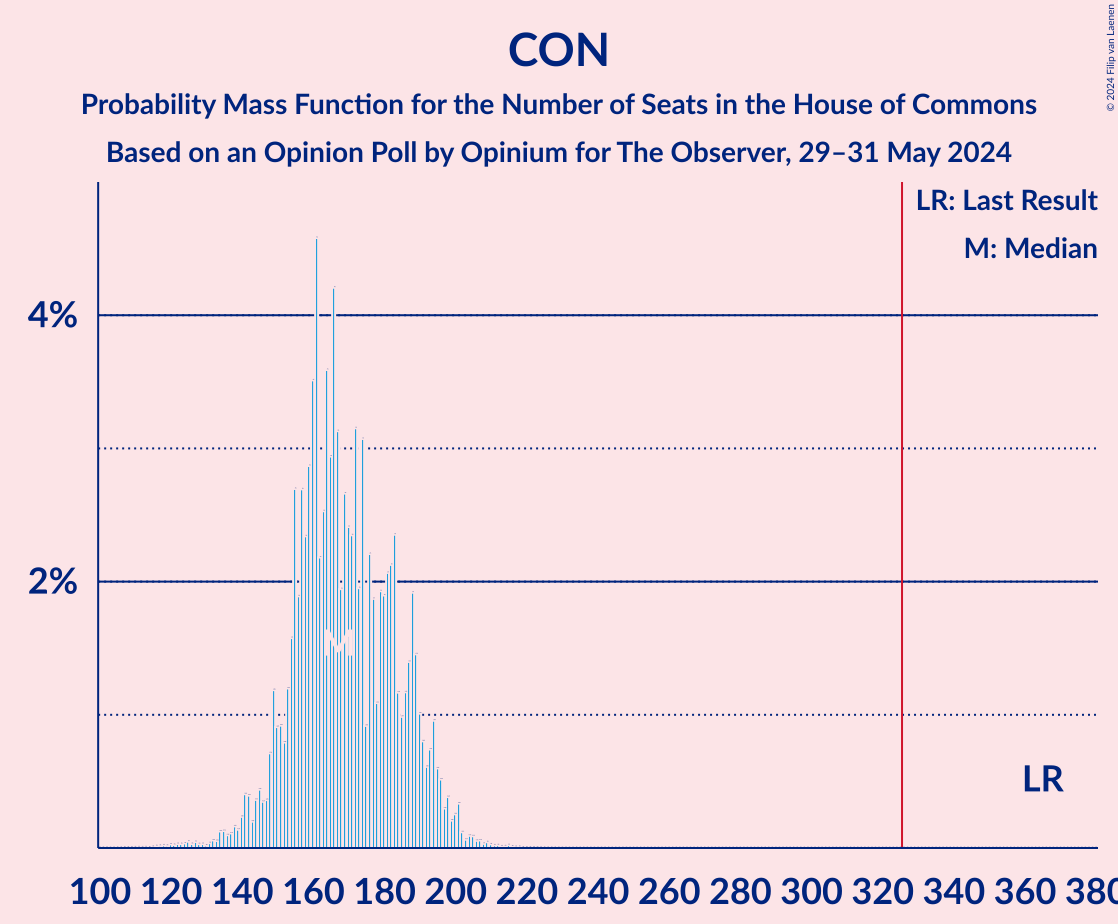 CON
Probability Mass Function for the Number of Seats in the House of Commons
Based on an Opinion Poll by Opinium for The Observer, 29–31 May 2024
© 2024 Filip van Laenen
LR: Last Result
M: Median
4%
2%
M
LR
100 120 140 160 180 200 220 240 260 280 300 320 340 360 380